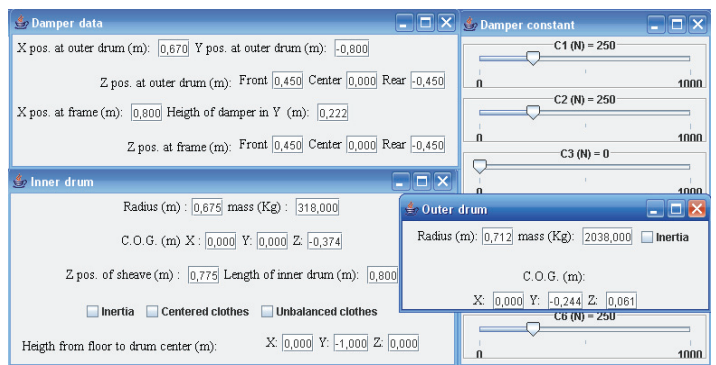 Damper data
X pos. at outer drum (m): 0,670 Y pos. at outer drum (m): -0,800
Z pos. at outer drum (m): Front 0,450 Center 0,000 Rear -0,450
X pos. at frame (m): 0,800 Heigth of damper in Y (m): 0,222
Z pos. at frame (m): Front 0,450 Center 0,000 Rear -0,450
Damper constant
C1 (N) = 250
0 1000
C2 (N) = 250
0 1000
C3 (N) = 0
0 1000
Inner drum
Radius (m) : 0,675 mass (Kg) : 318,000
C.O.G. (m) X : 0,000 Y: 0,000 Z: -0,374
Z pos. of sheave (m) : 0,775 Length of inner drum (m): 0,800
Inertia Centered clothes Unbalanced clothes
Heigth from floor to drum center (m): X: 0,000 Y: -1,000 Z: 0,000
Outer drum
Radius (m): 0,712 mass (Kg): 2038,000 Inertia
C.O.G. (m):
X: 0,000 Y: -0,244 Z: 0,061
C6 (N) = 250
0 1000